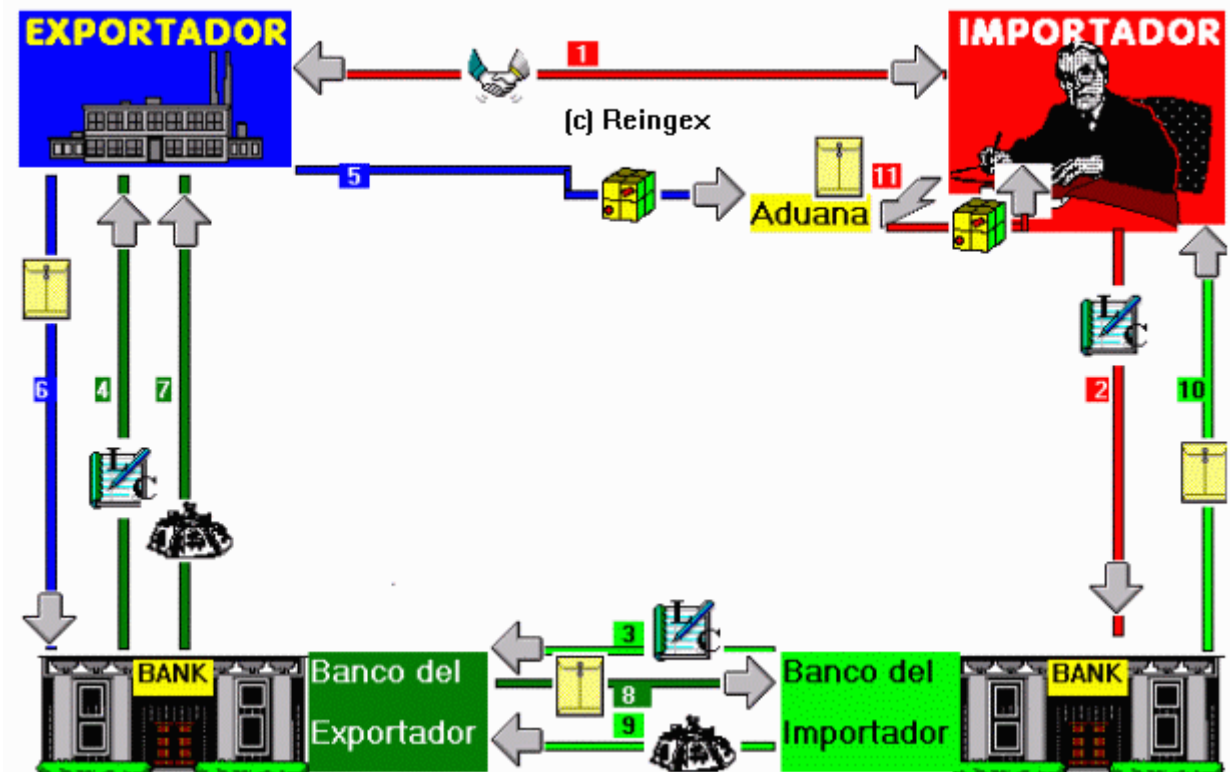 EXPORTADOR
IMPORTADOR
1
(c) Reingex
5
11
Aduana
6
4
7
L
C
2
10
L
C
3
L
C
BANK
Banco del
Exportador
8
9
Banco del
Importador
BANK